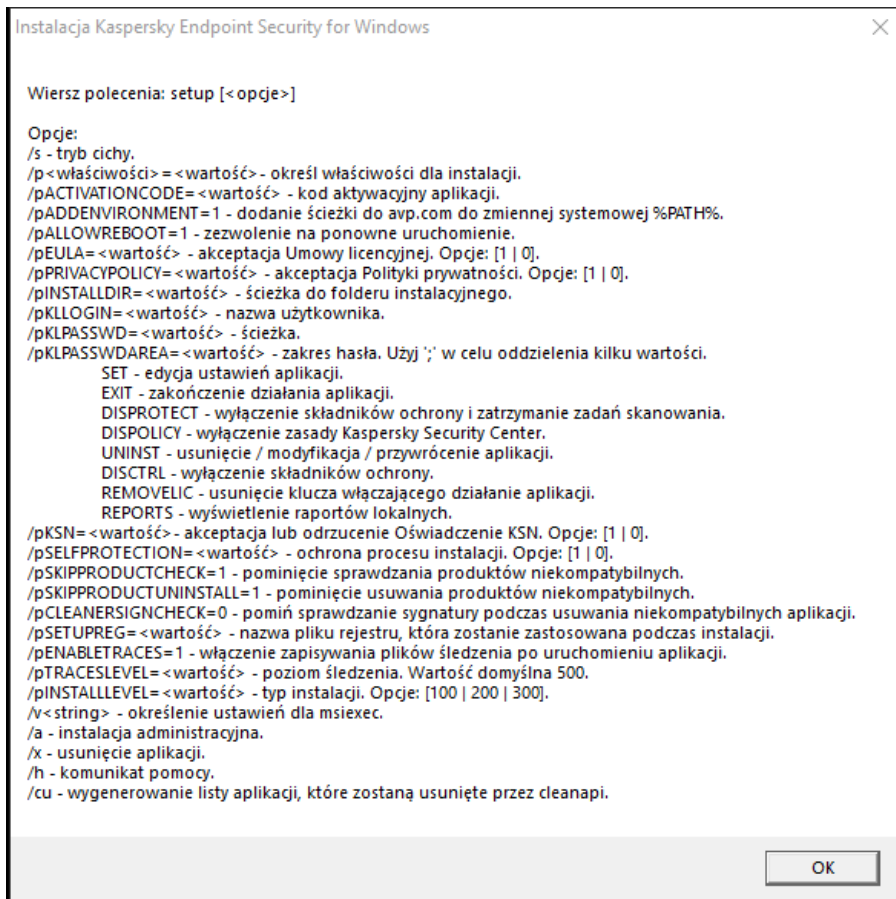 Instalacja Kaspersky Endpoint Security for Windows
Wiersz polecenia: setup [<opcje>]
Opcje:
/s - tryb cichy.
/p<właściwości>=<wartość>- określ właściwości dla instalacji.
/pACTIVATIONCODE=<wartość> - kod aktywacyjny aplikacji.
/pADDENVIRONMENT=1 - dodanie ścieżki do avp.com do zmiennej systemowej %PATH%.
/pALLOWREBOOT=1 - zezwolenie na ponowne uruchomienie.
/pEULA=<wartość> - akceptacja Umowy licencyjnej. Opcje: [1 | 0].
/pPRIVACYPOLICY=<wartość> - akceptacja Polityki prywatności. Opcje: [1 | 0].
/pINSTALLDIR=<wartość> - ścieżka do folderu instalacyjnego.
/pKLLOGIN=<wartość> - nazwa użytkownika.
/pKLPASSWD=<wartość> - ścieżka.
/pKLPASSWDAREA=<wartość> - zakres hasła. Użyj ';' w celu oddzielenia kilku wartości.
SET - edycja ustawień aplikacji.
EXIT - zakończenie działania aplikacji.
DISPROTECT - wyłączenie składników ochrony i zatrzymanie zadań skanowania.
DISPOLICY - wyłączenie zasady Kaspersky Security Center.
UNINST - usunięcie / modyfikacja / przywrócenie aplikacji.
DISCTRL - wyłączenie składników ochrony.
REMOVELIC - usunięcie klucza włączającego działanie aplikacji.
REPORTS - wyświetlenie raportów lokalnych.
/pKSN=<wartość>- akceptacja lub odrzucenie Oświadczenie KSN. Opcje: [1 | 0].
/pSELFPROTECTION=<wartość> - ochrona procesu instalacji. Opcje: [1 | 0].
/pSKIPPRODUCTCHECK=1 - pominięcie sprawdzania produktów niekompatybilnych.
/pSKIPPRODUCTUNINSTALL=1 - pominięcie usuwania produktów niekompatybilnych.
/pCLEANERSIGNCHECK=0 - pomiń sprawdzanie sygnatury podczas usuwania niekompatybilnych aplikacji.
/pSETUPREG=<wartość> - nazwa pliku rejestru, która zostanie zastosowana podczas instalacji.
/pENABLETRACES=1 - włączenie zapisywania plików śledzenia po uruchomieniu aplikacji.
/pTRACESLEVEL=<wartość> - poziom śledzenia. Wartość domyślna 500.
/pINSTALLLEVEL=<wartość> - typ instalacji. Opcje: [100 | 200 | 300].
/v<string> - określenie ustawień dla msiexec.
/a - instalacja administracyjna.
/x - usunięcie aplikacji.
/h - komunikat pomocy.
/cu - wygenerowanie listy aplikacji, które zostaną usunięte przez cleanapi.
OK